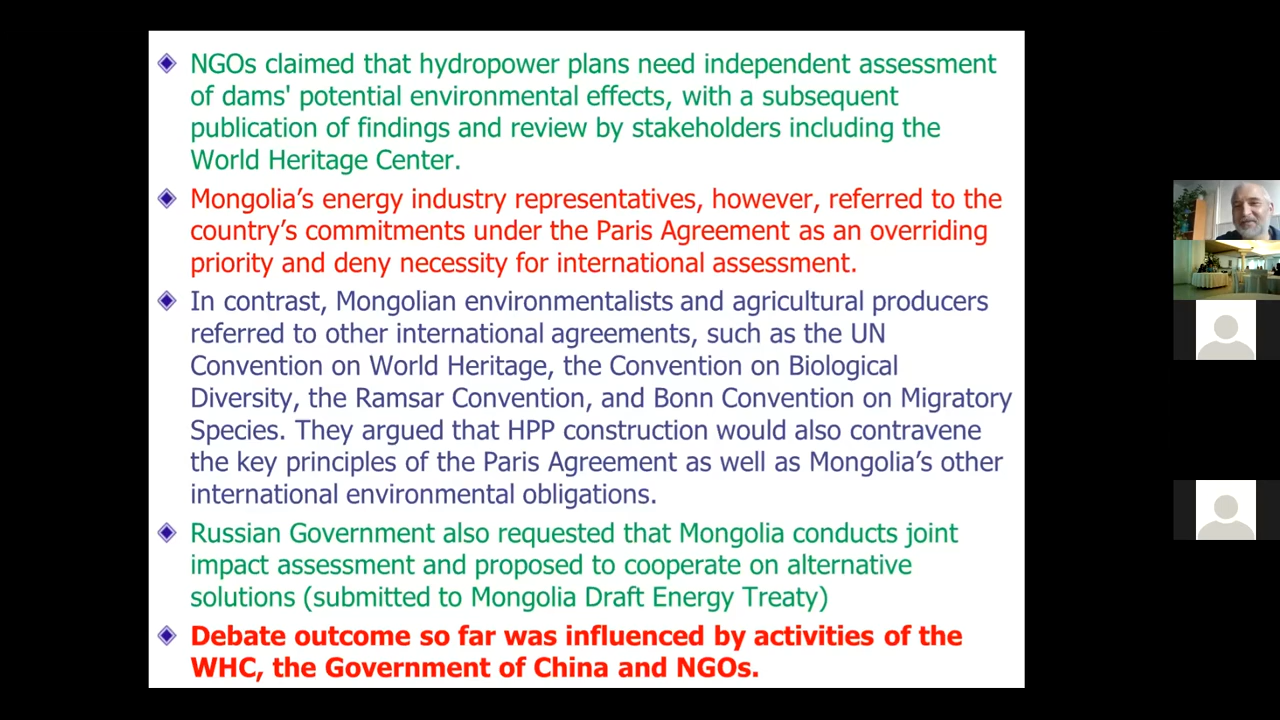 NGOs claimed that hydropower plans need independent assessment
of dams' potential environmental effects, with a subsequent
publication of findings and review by stakeholders including the
World Heritage Center.
Mongolia’s energy industry representatives, however, referred to the
country’s commitments under the Paris Agreement as an overriding
priority and deny necessity for international assessment.
In contrast, Mongolian environmentalists and agricultural producers
referred to other international agreements, such as the UN
Convention on World Heritage, the Convention on Biological
Diversity, the Ramsar Convention, and Bonn Convention on Migratory
Species. They argued that HPP construction would also contravene
the key principles of the Paris Agreement as well as Mongolia’s other
international environmental obligations.
Russian Government also requested that Mongolia conducts joint
impact assessment and proposed to cooperate on alternative
solutions (submitted to Mongolia Draft Energy Treaty)
Debate outcome so far was influenced by activities of the
WHC, the Government of China and NGOs.